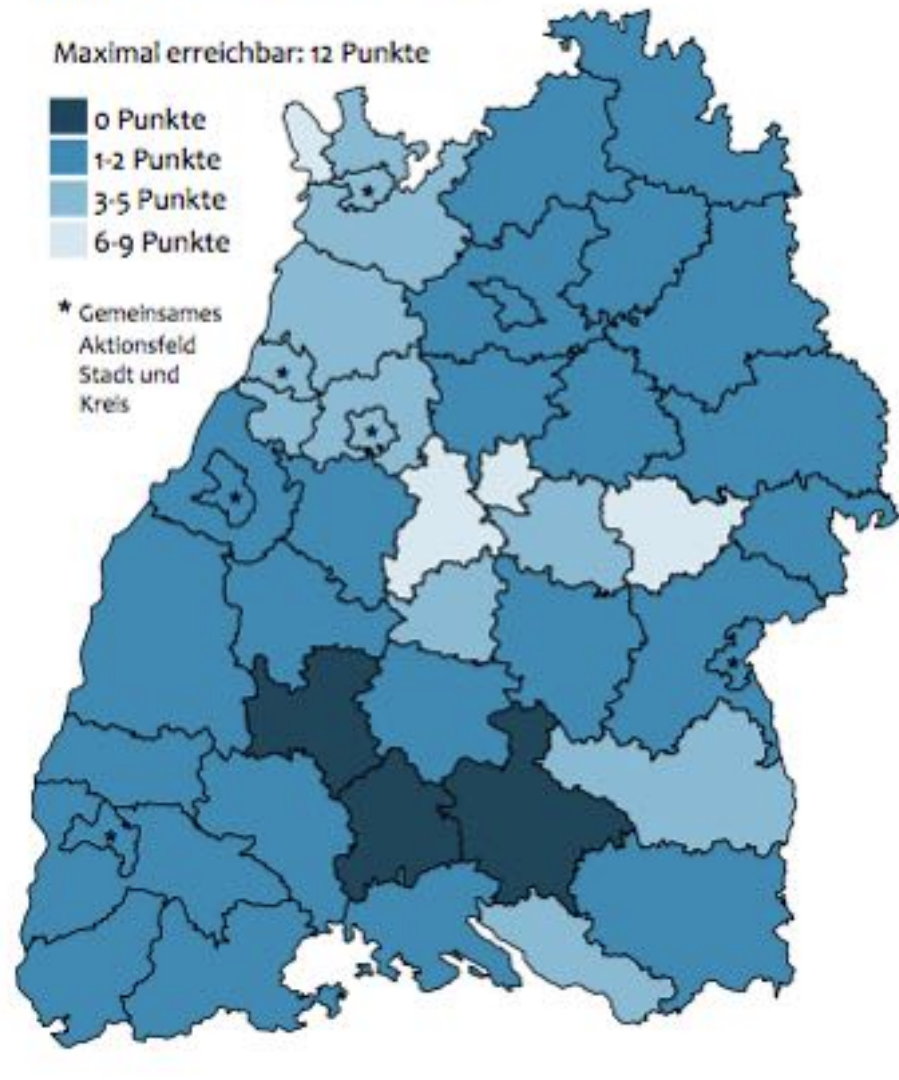 Maximal erreichbar: 12 Punkte
0 Punkte
1-2 Punkte
3-5 Punkte
6-9 Punkte
* Gemeinsames
Aktionsfeld
Stadt und
Kreis